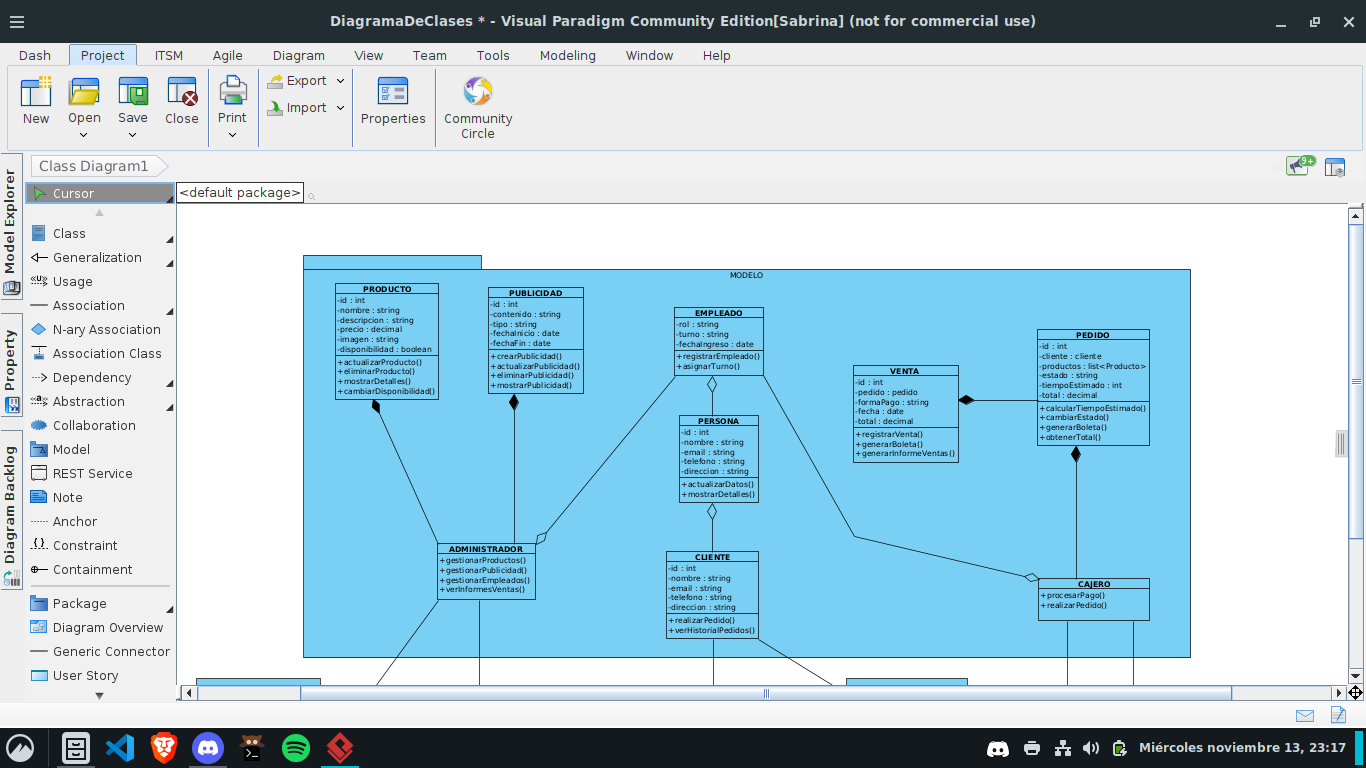 DiagramaDeClases * - Visual Paradigm Community Edition[Sabrina] (not for commercial use)
Dash Project ITSM Agile Diagram View Team Tools Modeling Window Help
New
Open
Save
Close
Print
Export
Import
Properties
Community
Circle
Class Diagram1
9+
Model Explorer
Property
Diagram Backlog
Cursor
Class
Generalization
Usage
Association
N-ary Association
Association Class
Dependency
Abstraction
Collaboration
Model
REST Service
Note
Anchor
Constraint
Containment
Package
Diagram Overview
Generic Connector
User Story
<default package>
MODELO
PRODUCTO
-id : int
-nombre : string
-descripcion : string
-precio : decimal
-imagen : string
-disponibilidad : boolean
+actualizarProducto()
+eliminarProducto()
+mostrarDetalles()
+cambiarDisponibilidad()
PUBLICIDAD
-id : int
-contenido : string
-tipo : string
-fechaInicio : date
-fechaFin : date
+crearPublicidad()
+actualizarPublicidad()
+eliminarPublicidad()
+mostrarPublicidad()
EMPLEADO
-rol : string
-turno : string
-fechaIngreso : date
+registrarEmpleado()
+asignarTurno()
VENTA
-id : int
-pedido : pedido
-formaPago : string
-fecha : date
-total : decimal
+registrarVenta()
+generarBoleta()
+generarInformeVentas()
PEDIDO
-id : int
-cliente : cliente
-productos : list<Producto>
-estado : string
-tiempoEstimado : int
-total : decimal
+calcularTiempoEstimado()
+cambiarEstado()
+generarBoleta()
+obtenerTotal()
PERSONA
-id : int
-nombre : string
-email : string
-telefono : string
-direccion : string
+actualizarDatos()
+mostrarDetalles()
ADMINISTRADOR
+gestionarProductos()
+gestionarPublicidad()
+gestionarEmpleados()
+verInformesVentas()
CLIENTE
-id : int
-nombre : string
-email : string
-telefono : string
-direccion : string
+realizarPedido()
+verHistorialPedidos()
CAJERO
+procesarPago()
+realizarPedido()
Miércoles noviembre 13, 23:17